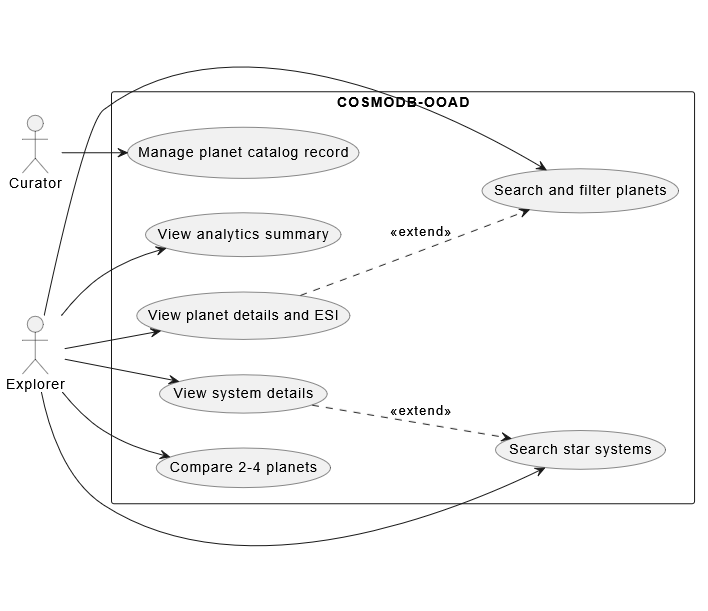 COSMODB-OOAD
Manage planet catalog record
Curator
Search and filter planets
View analytics summary
«extend»
View planet details and ESI
Explorer
View system details
«extend»
Search star systems
Compare 2-4 planets